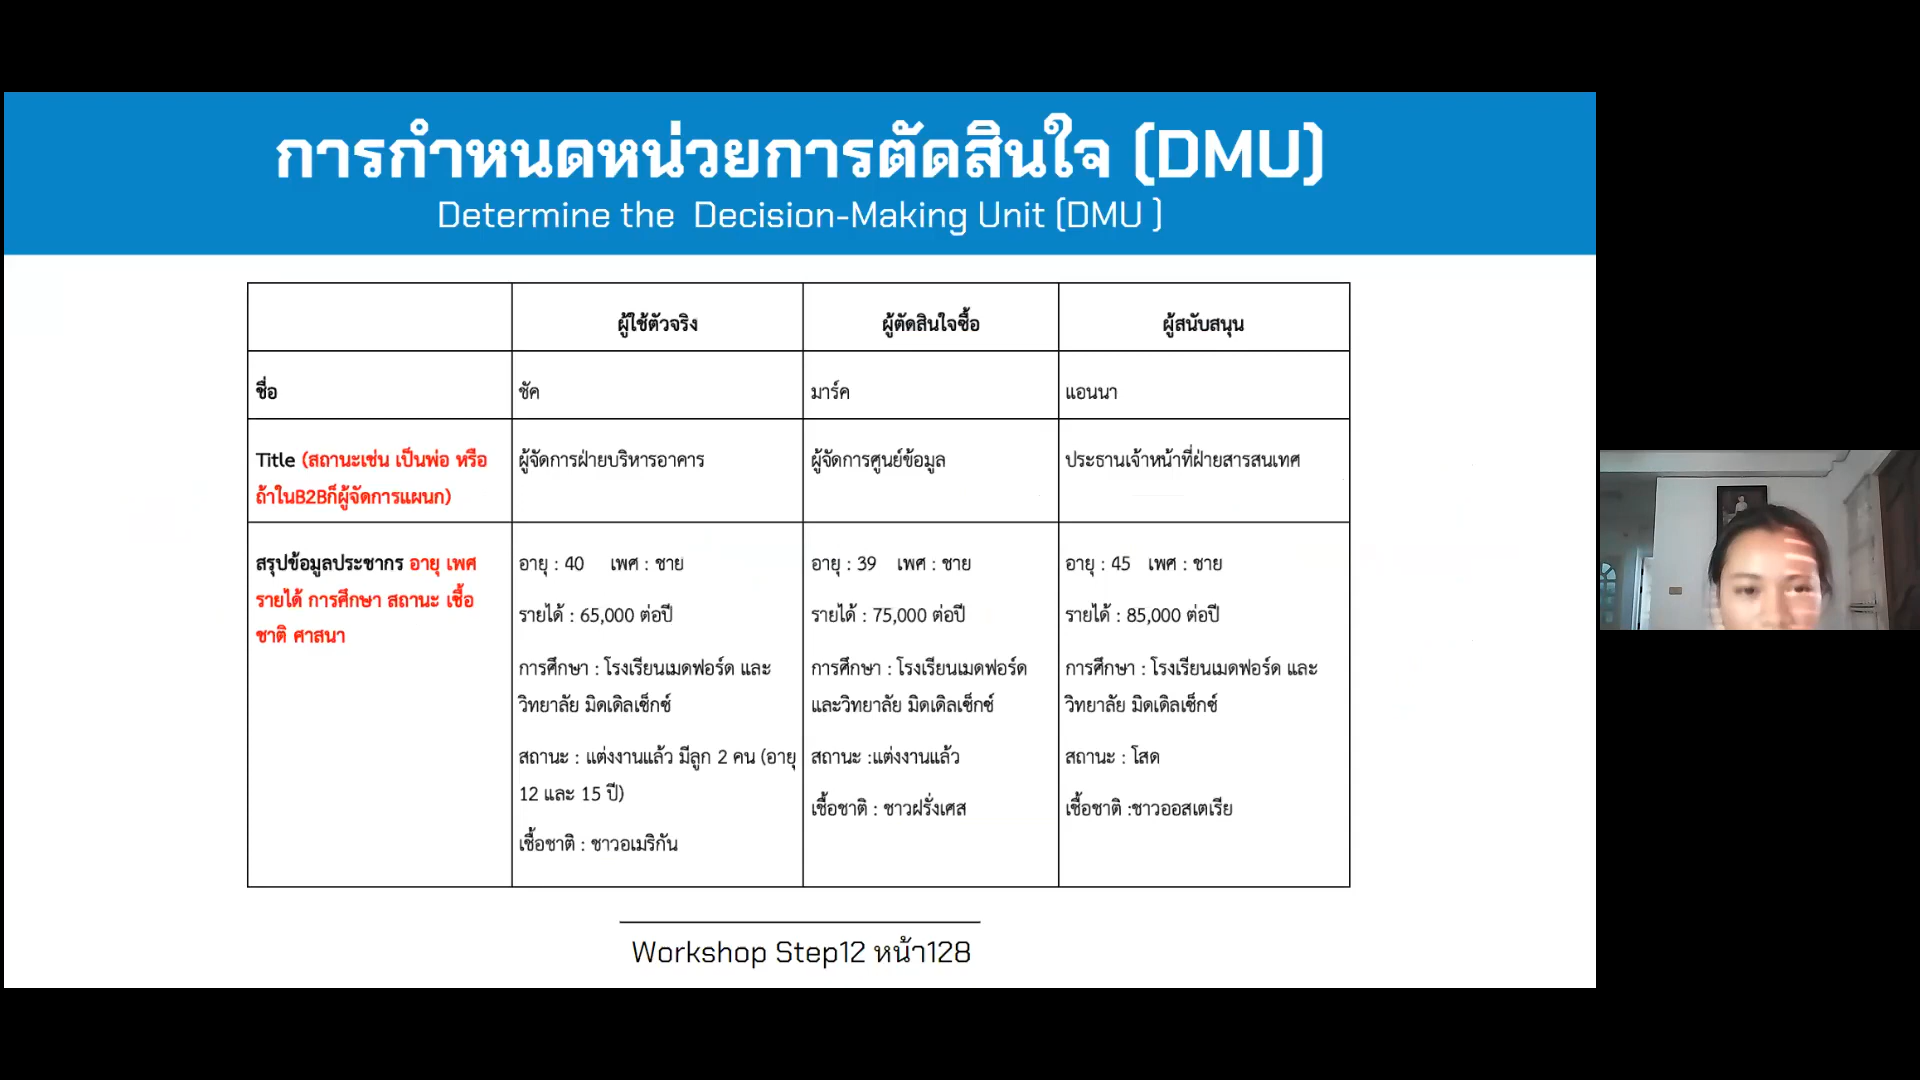 การกำหนดหน่วยการตัดสินใจ (DMU)
Determine the Decision-Making Unit (DMU )
ผู้ใช้ตัวจริง ผู้ตัดสินใจซื้อ ผู้สนับสนุน
ชื่อ ชัค มาร์ค แอนนา
Title (สถานะเช่น เป็นพ่อ หรือ ผู้จัดการฝ่ายบริหารอาคาร ผู้จัดการศูนย์ข้อมูล ประธานเจ้าหน้าที่ฝ่ายสารสนเทศ
ถ้าในB2Bก็ผู้จัดการแผนก)
สรุปข้อมูลประชากร อายุ เพศ อายุ : 40 เพศ : ชาย อายุ : 39 เพศ : ชาย อายุ : 45 เพศ : ชาย
รายได้ การศึกษา สถานะ เชื้อ รายได้ : 65,000 ต่อปี รายได้ : 75,000 ต่อปี รายได้ : 85,000 ต่อปี
ชาติ ศาสนา
การศึกษา : โรงเรียนเมดฟอร์ด และ การศึกษา : โรงเรียนเมดฟอร์ด การศึกษา : โรงเรียนเมดฟอร์ด และ
วิทยาลัย มิดเดิลเซ็กซ์ และวิทยาลัย มิดเดิลเซ็กซ์ วิทยาลัย มิดเดิลเซ็กซ์
สถานะ : แต่งงานแล้ว มีลูก 2 คน (อายุ สถานะ :แต่งงานแล้ว สถานะ : โสด
12 และ 15 ปี) เชื้อชาติ : ชาวฝรั่งเศส เชื้อชาติ :ชาวออสเตเรีย
เชื้อชาติ : ชาวอเมริกัน
Workshop Step12 หน้า128